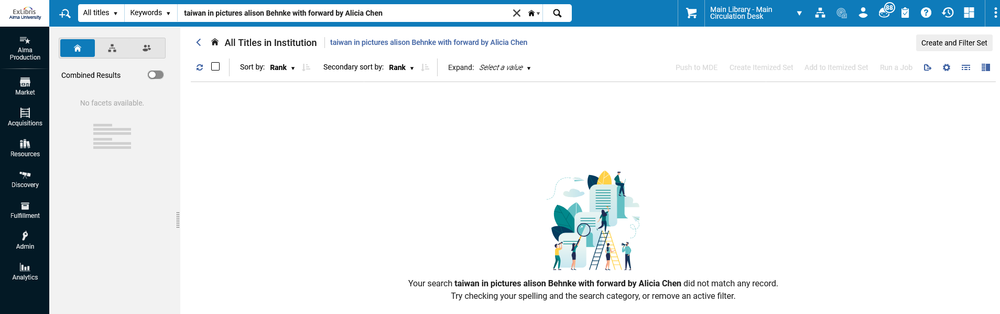 ExLibris
Alma University
All titles
Keywords
taiwan in pictures alison Behnke with forward by Alicia Chen
Main Library - Main
Circulation Desk
88
Alma
Production
Market
Acquisitions
Resources
Discovery
Fulfillment
Admin
Analytics
Combined Results
No facets available.
All Titles in Institution
taiwan in pictures alison Behnke with forward by Alicia Chen
Create and Filter Set
Sort by: Rank
Secondary sort by: Rank
Expand: Select a value
Push to MDE
Create Itemized Set
Add to Itemized Set
Run a Job
Your search taiwan in pictures alison Behnke with forward by Alicia Chen did not match any record.
Try checking your spelling and the search category, or remove an active filter.